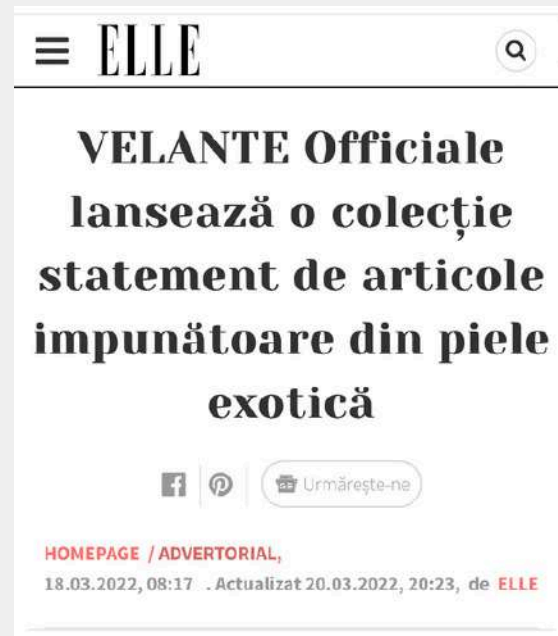 ELLE
VELANTE Officiale
lansează o colecție
statement de articole
impunătoare din piele
exotică
Urmărește-ne
HOMEPAGE / ADVERTORIAL,
18.03.2022, 08:17 . Actualizat 20.03.2022, 20:23, de ELLE